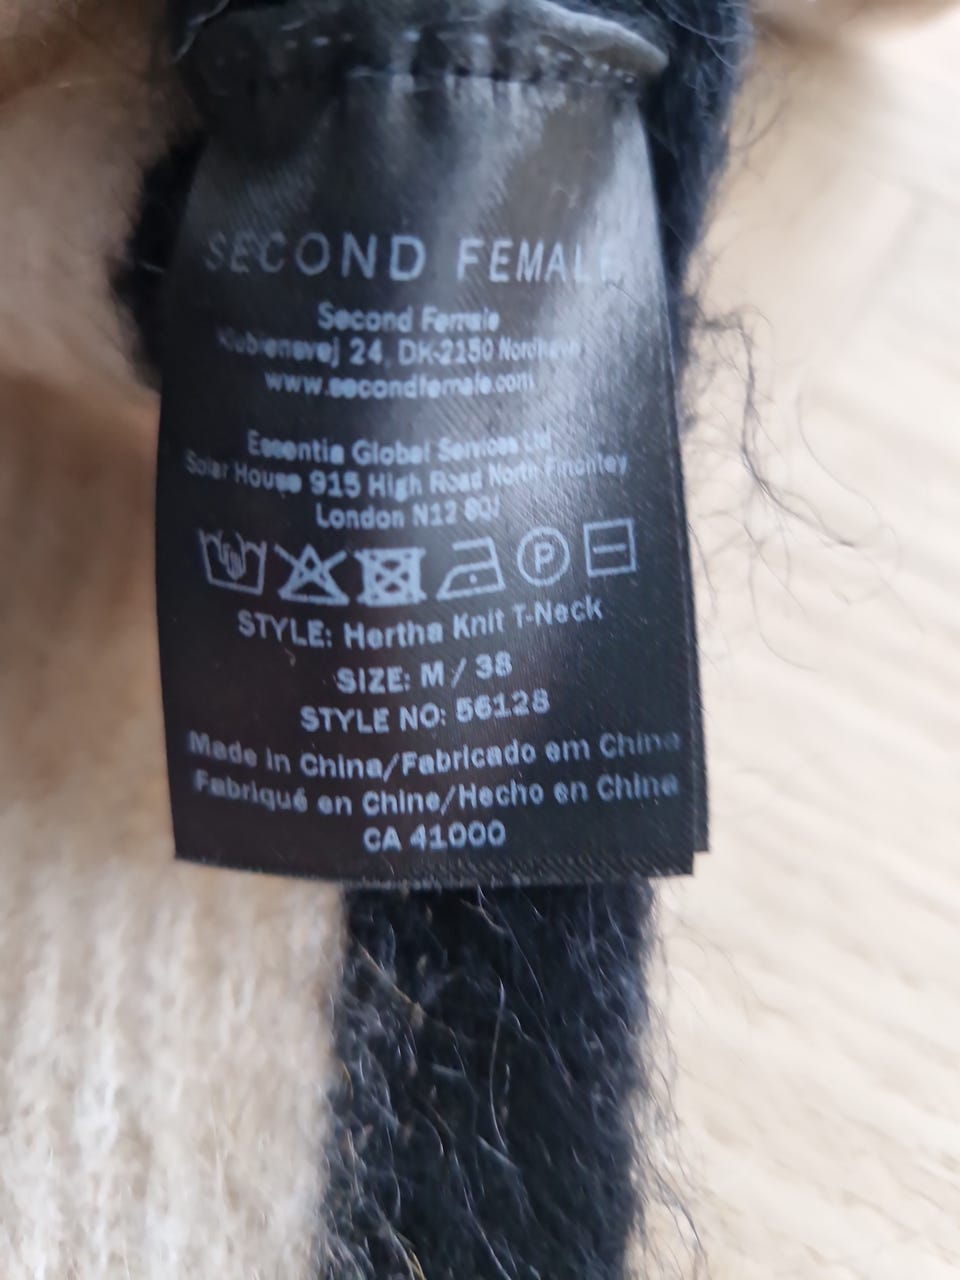 SECOND FEMALE
Second Female
24, DK-2150 Nordhavn
www.secondfemale.com
Essentia Global Services Ltd
Solar House 915 High Road North Finchley
London N12
P
STYLE: Hertha Knit T-Neck
SIZE: M / 38
STYLE NO: 56128
Made in China/Fabricado em China
Fabriqué en Chine/Hecho en China
CA 41000